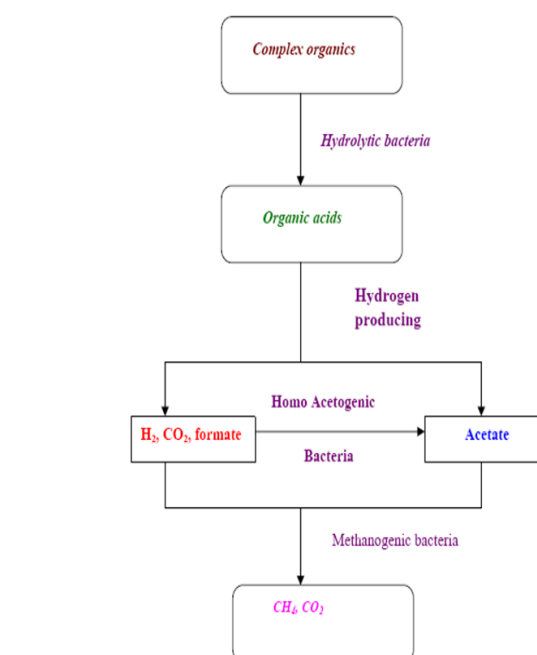 Complex organics
Hydrolytic bacteria
Organic acids
Hydrogen
producing
Homo Acetogenic
H₂, CO₂, formate
Acetate
Bacteria
Methanogenic bacteria
CH₄, CO₂